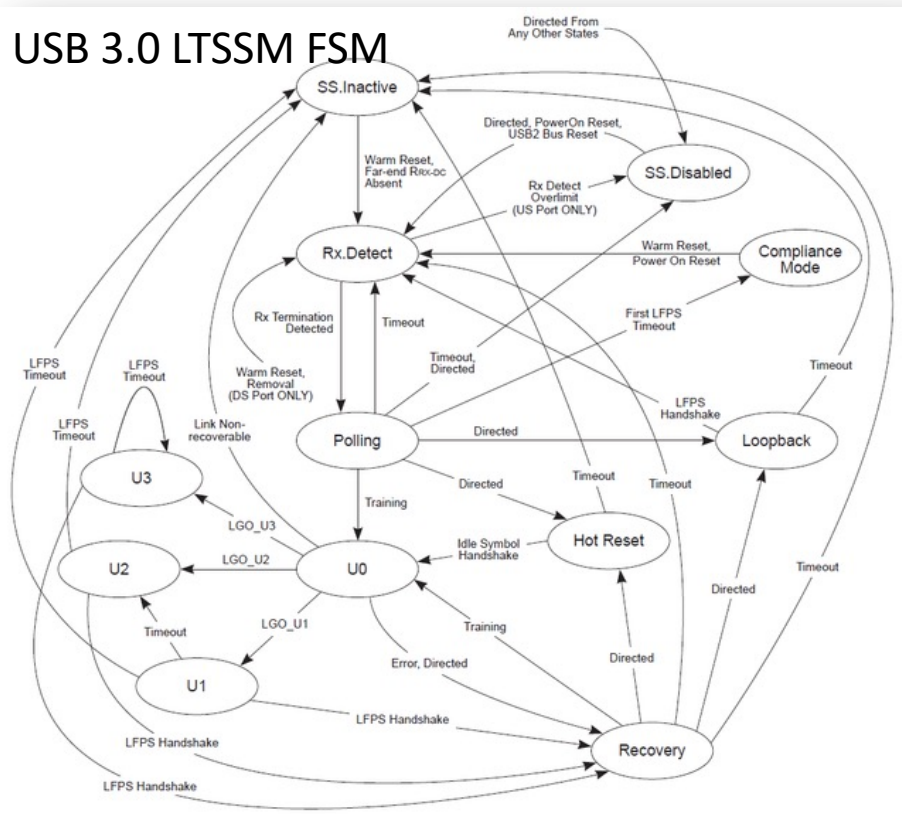 USB 3.0 LTSSM FSM
Directed From
Any Other States
SS.Inactive
Directed, PowerOn Reset,
USB2 Bus Reset
Warm Reset,
Far-end RRX-DC
Absent
SS.Disabled
Rx Detect
Overlimit
(US Port ONLY)
Rx.Detect
Warm Reset,
Power On Reset
Compliance
Mode
Rx Termination
Detected
Timeout
First LFPS
Timeout
Warm Reset,
Removal
(DS Port ONLY)
Timeout,
Directed
LFPS
Timeout
LFPS
Timeout
Timeout
LFPS
Handshake
LFPS
Timeout
Link Non-
recoverable
Polling
Directed
Loopback
U3
Directed
Timeout
Timeout
Training
LGO_U3
Idle Symbol
Handshake
Hot Reset
U2
LGO_U2
U0
Timeout
Directed
Timeout
LGO_U1
Training
Error, Directed
Directed
U1
LFPS Handshake
LFPS Handshake
Recovery
LFPS Handshake